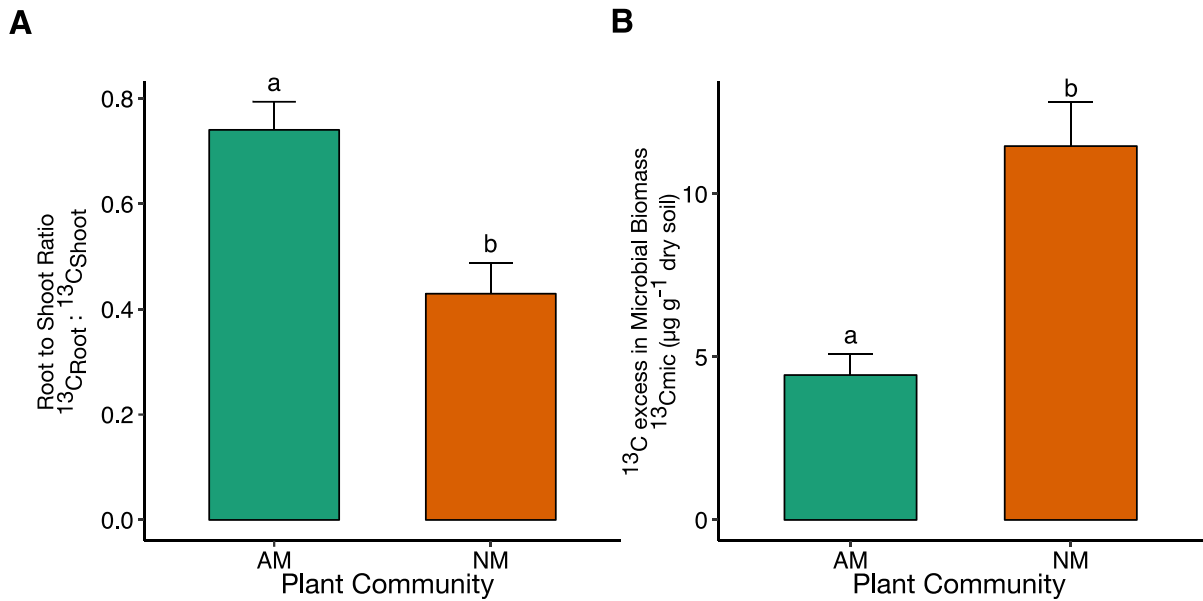 A
Root to Shoot Ratio
¹³CRoot : ¹³CShoot
0.8
0.6
0.4
0.2
0.0
a
b
AM
NM
Plant Community
B
¹³C excess in Microbial Biomass
¹³Cmic (µg g⁻¹ dry soil)
10
5
0
a
b
AM
NM
Plant Community